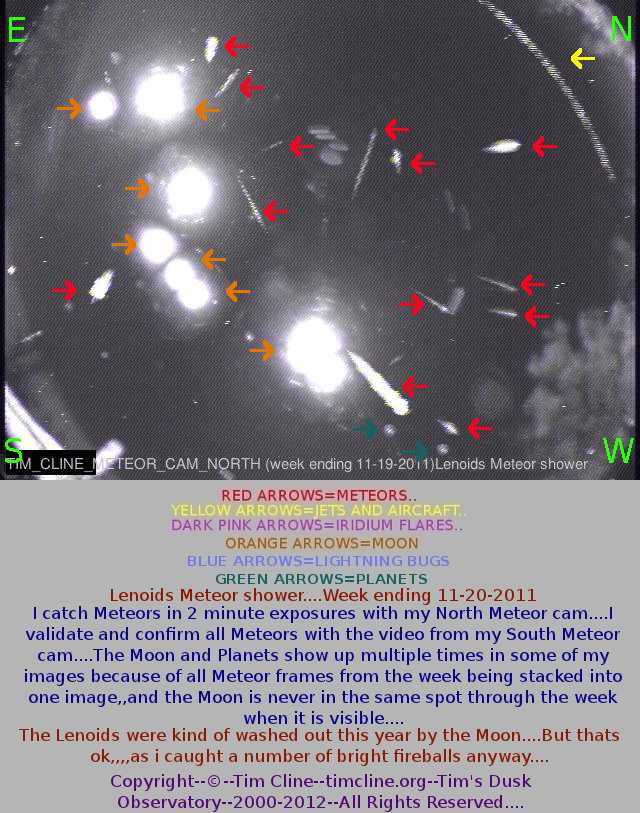 E
N
S
W
TIM_CLINE_METEOR_CAM_NORTH (week ending 11-19-2011)Lenoids Meteor shower
RED ARROWS=METEORS..
YELLOW ARROWS=JETS AND AIRCRAFT..
DARK PINK ARROWS=IRIDIUM FLARES..
ORANGE ARROWS=MOON
BLUE ARROWS=LIGHTNING BUGS
GREEN ARROWS=PLANETS
Lenoids Meteor shower....Week ending 11-20-2011
I catch Meteors in 2 minute exposures with my North Meteor cam....I
validate and confirm all Meteors with the video from my South Meteor
cam....The Moon and Planets show up multiple times in some of my
images because of all Meteor frames from the week being stacked into
one image,,and the Moon is never in the same spot through the week
when it is visible....
The Lenoids were kind of washed out this year by the Moon....But thats
ok,,,,as i caught a number of bright fireballs anyway....
Copyright--©--Tim Cline--timcline.org--Tim's Dusk
Observatory--2000-2012--All Rights Reserved....